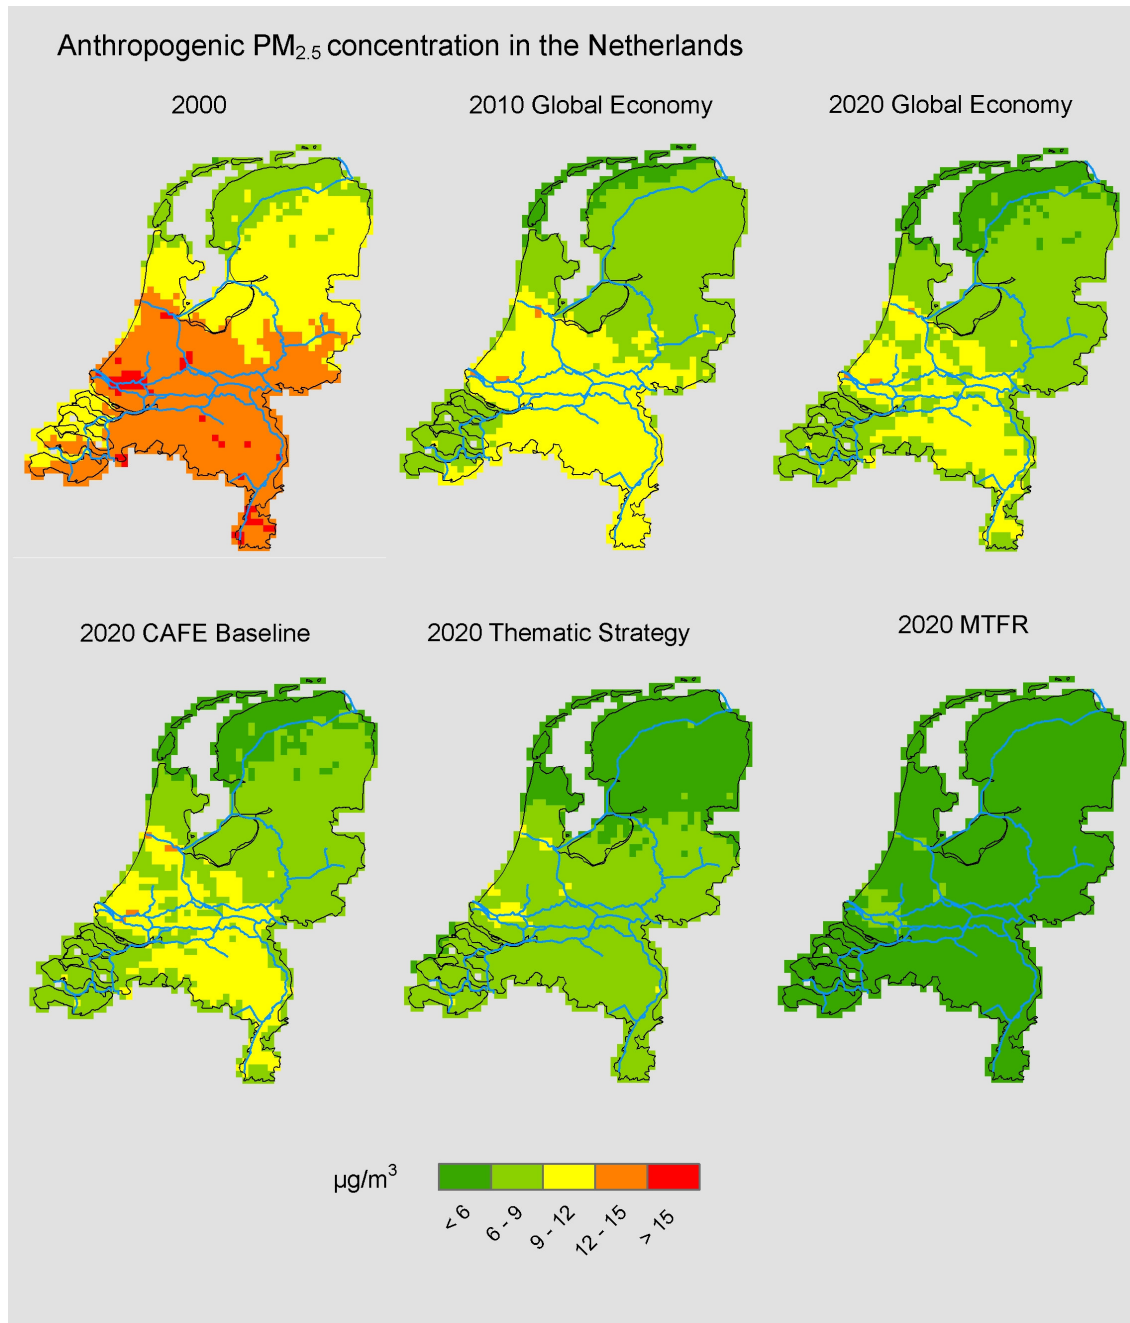 Anthropogenic PM2.5 concentration in the Netherlands
2000
2010 Global Economy
2020 Global Economy
2020 CAFE Baseline
2020 Thematic Strategy
2020 MTFR
µg/m3
< 6
6 - 9
9 - 12
12 - 15
> 15